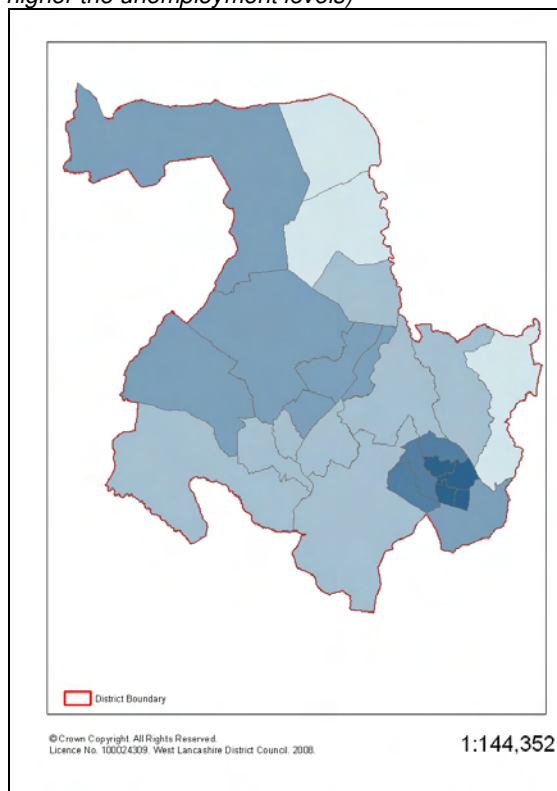 higher the unemployment levels)
District Boundary
© Crown Copyright. All Rights Reserved.
Licence No. 100024309. West Lancashire District Council. 2008.
1:144,352